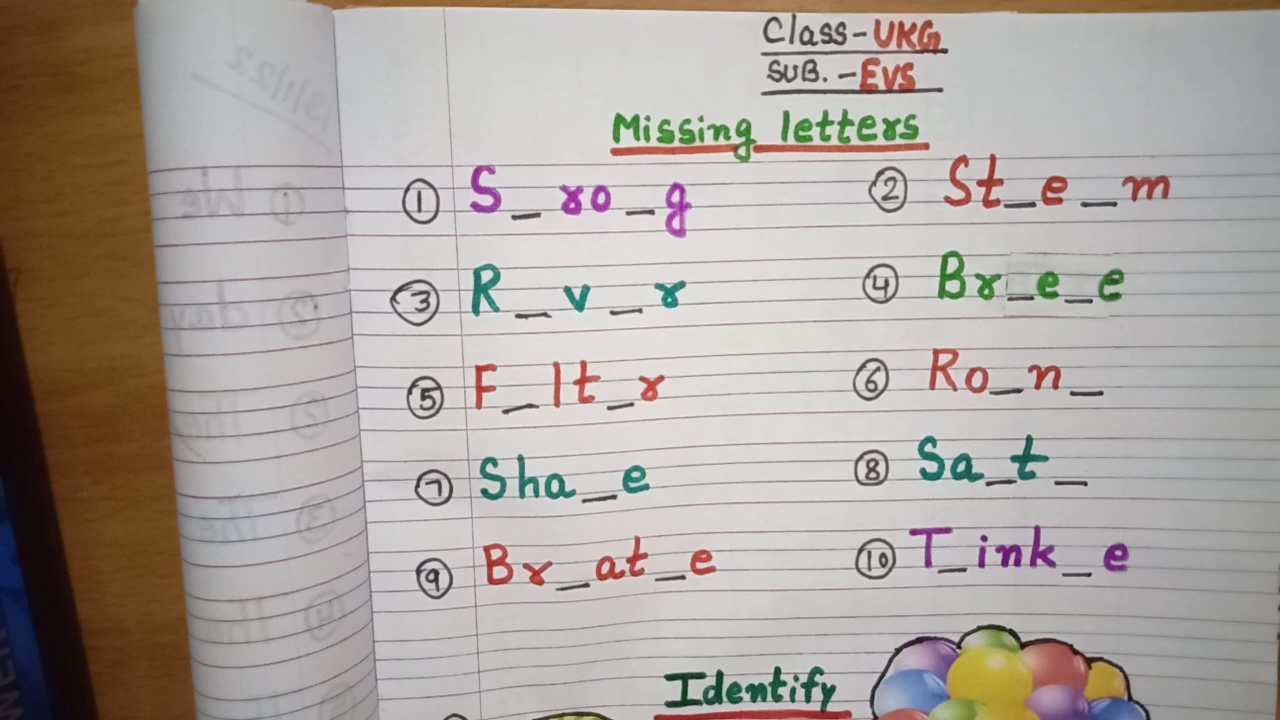 Class-UKG
SUB.-EVS
Missing letters
① S_ro_g ② St_e_m
③ R_v_r ④ Br_e_e
⑤ F_lt_r ⑥ Ro_n_
⑦ Sha_e ⑧ Sa_t_
⑨ Br_at_e ⑩ T_ink_e
Identify